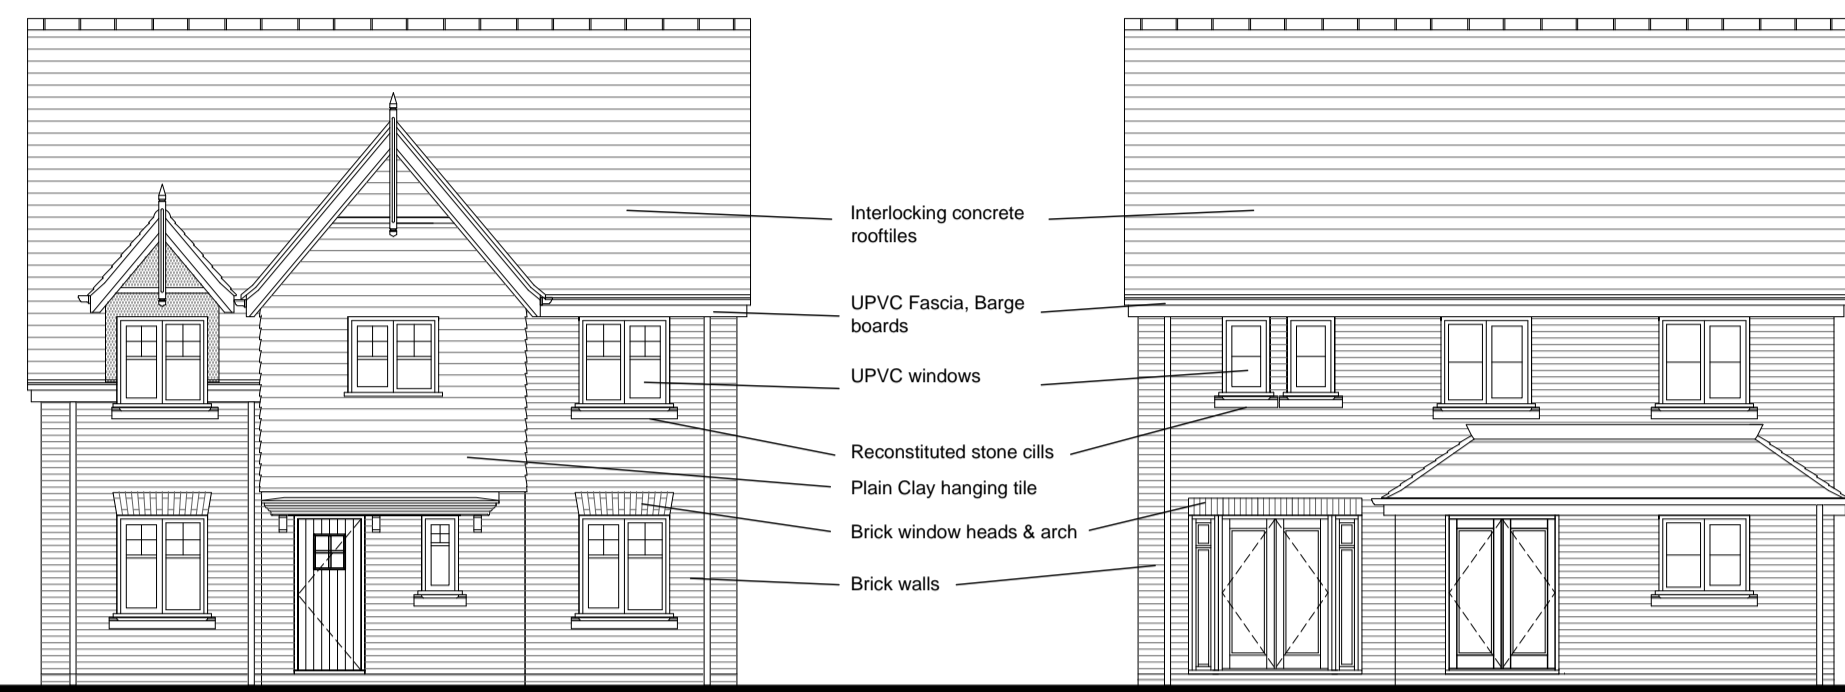 Interlocking concrete
rooftiles
UPVC Fascia, Barge
boards
UPVC windows
Reconstituted stone cills
Plain Clay hanging tile
Brick window heads & arch
Brick walls